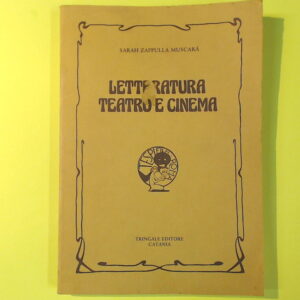 SARAH ZAPPULLA MUSCARÀ
LETTERATURA
TEATRO E CINEMA
TRINGALE EDITORE
CATANIA